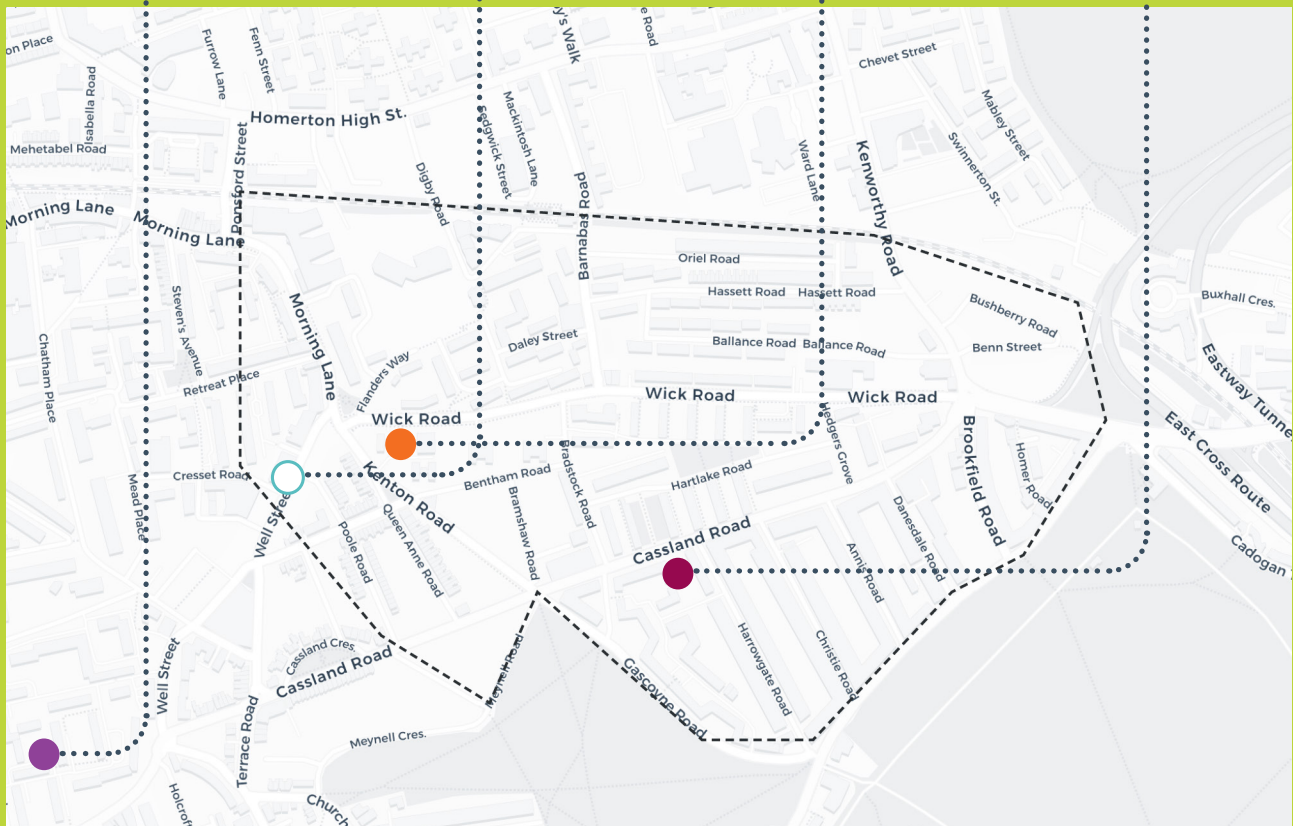 on Place
Isabella Road
Furrow Lane
Fenn Street
y's Walk
e Road
Chevet Street
Mabley Street
Homerton High St.
Mehetabel Road
Ponsford Street
Digby Road
Sedgwick Street
Mackintosh Lane
Ward Lane
Kenworthy Road
Swinnerton St.
Morning Lane
Morning Lane
Barnabas Road
Oriel Road
Hassett Road
Hassett Road
Bushberry Road
Buxhall Cres.
Steven's Avenue
Morning Lane
Daley Street
Ballance Road
Ballance Road
Benn Street
Chatham Place
Retreat Place
Flanders Way
Eastway Tunne
Wick Road
Wick Road
Wick Road
Hedgers Grove
Brookfield Road
East Cross Route
Cresset Road
Mead Place
Well Stree
Kenton Road
Bentham Road
Bradstock Road
Hartlake Road
Homer Road
Bramshaw Road
Poole Road
Queen Anne Road
Cassland Road
Danesdale Road
Annis Road
Cadogan
Well Street
Cassland Cres.
Cassland Road
Meynell Road
Gascoyne Road
Harrowgate Road
Christie Road
Terrace Road
Meynell Cres.
Holcrof
Church